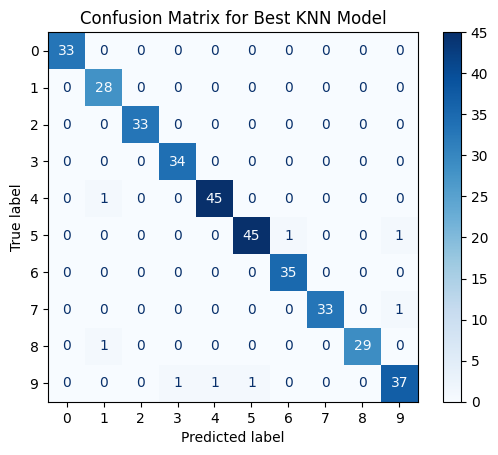 Confusion Matrix for Best KNN Model
0 33 0 0 0 0 0 0 0 0 0
1 0 28 0 0 0 0 0 0 0 0
2 0 0 33 0 0 0 0 0 0 0
3 0 0 0 34 0 0 0 0 0 0
4 0 1 0 0 45 0 0 0 0 0
5 0 0 0 0 0 45 1 0 0 1
6 0 0 0 0 0 0 35 0 0 0
7 0 0 0 0 0 0 0 33 0 1
8 0 1 0 0 0 0 0 0 29 0
9 0 0 0 1 1 1 0 0 0 37
0 1 2 3 4 5 6 7 8 9
Predicted label
True label
45
40
35
30
25
20
15
10
5
0